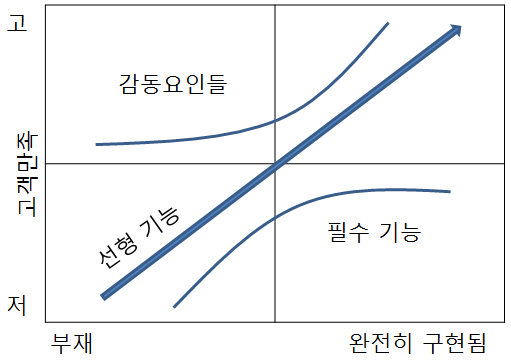 고
감동요인들
고객만족
선형 기능
필수 기능
저
부재
완전히 구현됨